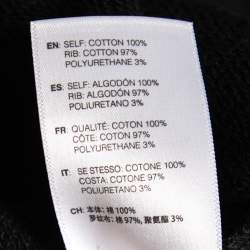 EN: SELF: COTTON 100%
RIB: COTTON 97%
POLYURETHANE 3%
ES: SELF: ALGODÓN 100%
RIB: ALGODÓN 97%
POLIURETANO 3%
FR: QUALITÉ: COTON 100%
CÔTE: COTON 97%
POLYURETHANE 3%
IT: SE STESSO: COTONE 100%
COSTA: COTONE 97%
POLIURETANO 3%
CH: 本体: 棉 100%
罗纹布: 棉 97%, 聚氨酯 3%